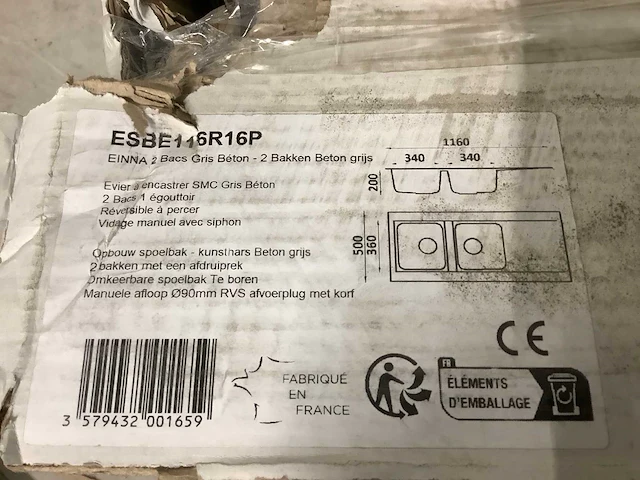 ESBE116R16P
EINNA 2 Bacs Gris Béton - 2 Bakken Beton grijs
Evier à encastrer SMC Gris Béton
2 Bacs 1 égouttoir
Réversible à percer
Vidage manuel avec siphon
Opbouw spoelbak - kunsthars Beton grijs
2 bakken met een afdruiprek
Omkeerbare spoelbak Te boren
Manuele afloop Ø90mm RVS afvoerplug met korf
1160
340 340
200
500
360
CE
3 579432 001659
FABRIQUÉ
EN
FRANCE
FR
ÉLÉMENTS
D'EMBALLAGE